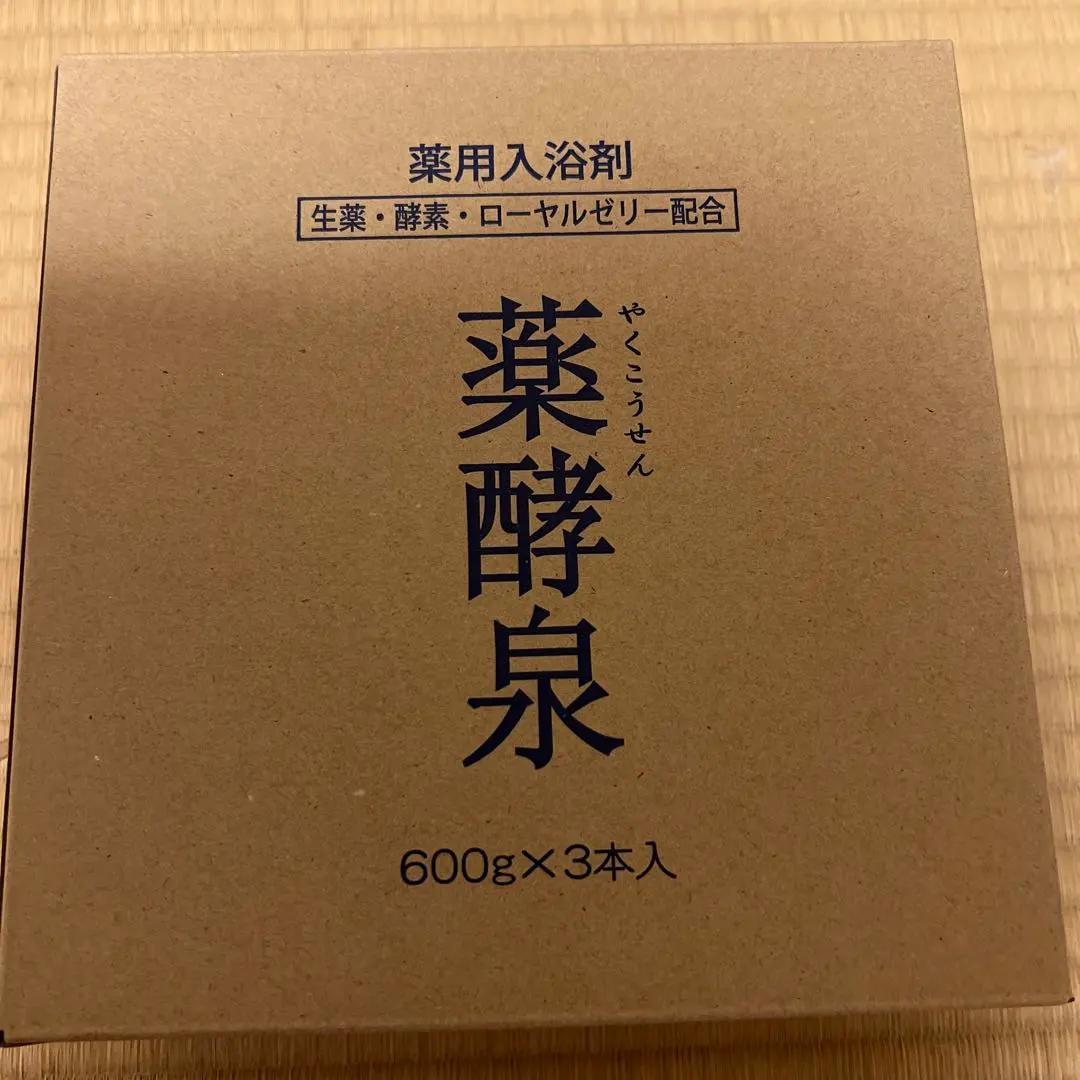 薬用入浴剤
生薬・酵素・ローヤルゼリー配合
薬酵泉
やくこうせん
600g×3本入